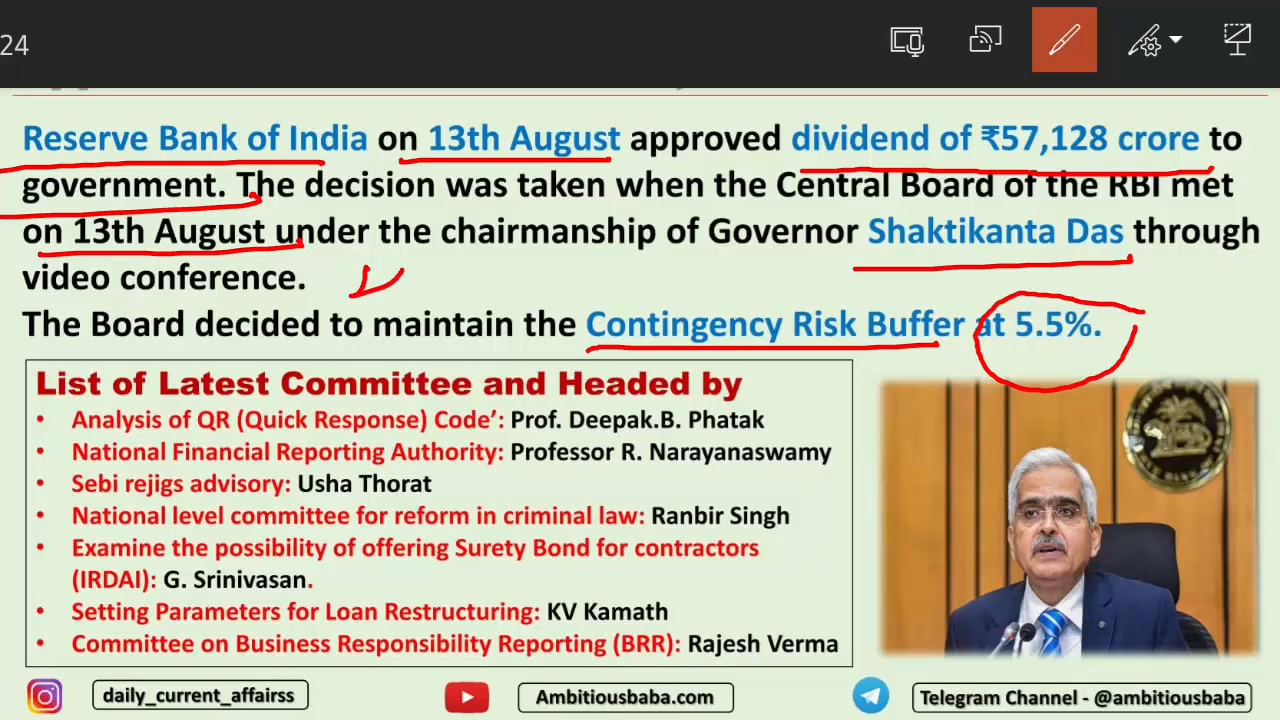 24
Reserve Bank of India on 13th August approved dividend of ₹57,128 crore to
government. The decision was taken when the Central Board of the RBI met
on 13th August under the chairmanship of Governor Shaktikanta Das through
video conference.
The Board decided to maintain the Contingency Risk Buffer at 5.5%.
List of Latest Committee and Headed by
• Analysis of QR (Quick Response) Code’: Prof. Deepak.B. Phatak
• National Financial Reporting Authority: Professor R. Narayanaswamy
• Sebi rejigs advisory: Usha Thorat
• National level committee for reform in criminal law: Ranbir Singh
• Examine the possibility of offering Surety Bond for contractors
(IRDAI): G. Srinivasan.
• Setting Parameters for Loan Restructuring: KV Kamath
• Committee on Business Responsibility Reporting (BRR): Rajesh Verma
daily_current_affairss
Ambitiousbaba.com
Telegram Channel - @ambitiousbaba